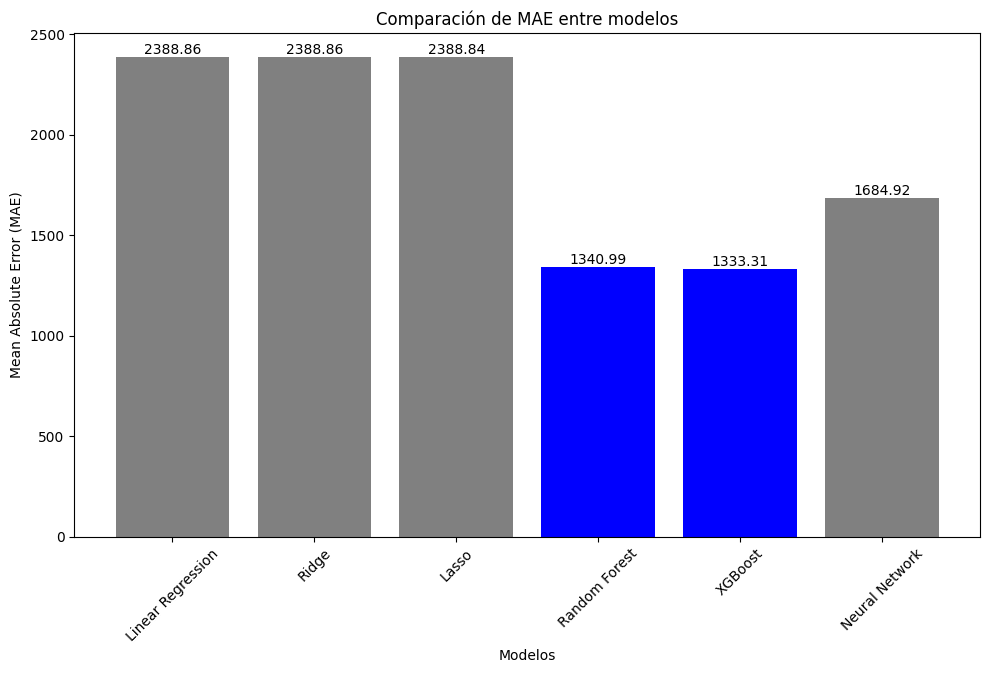 Comparación de MAE entre modelos
Mean Absolute Error (MAE)
2500
2000
1500
1000
500
0
2388.86
2388.86
2388.84
1340.99
1333.31
1684.92
Linear Regression
Ridge
Lasso
Random Forest
XGBoost
Neural Network
Modelos